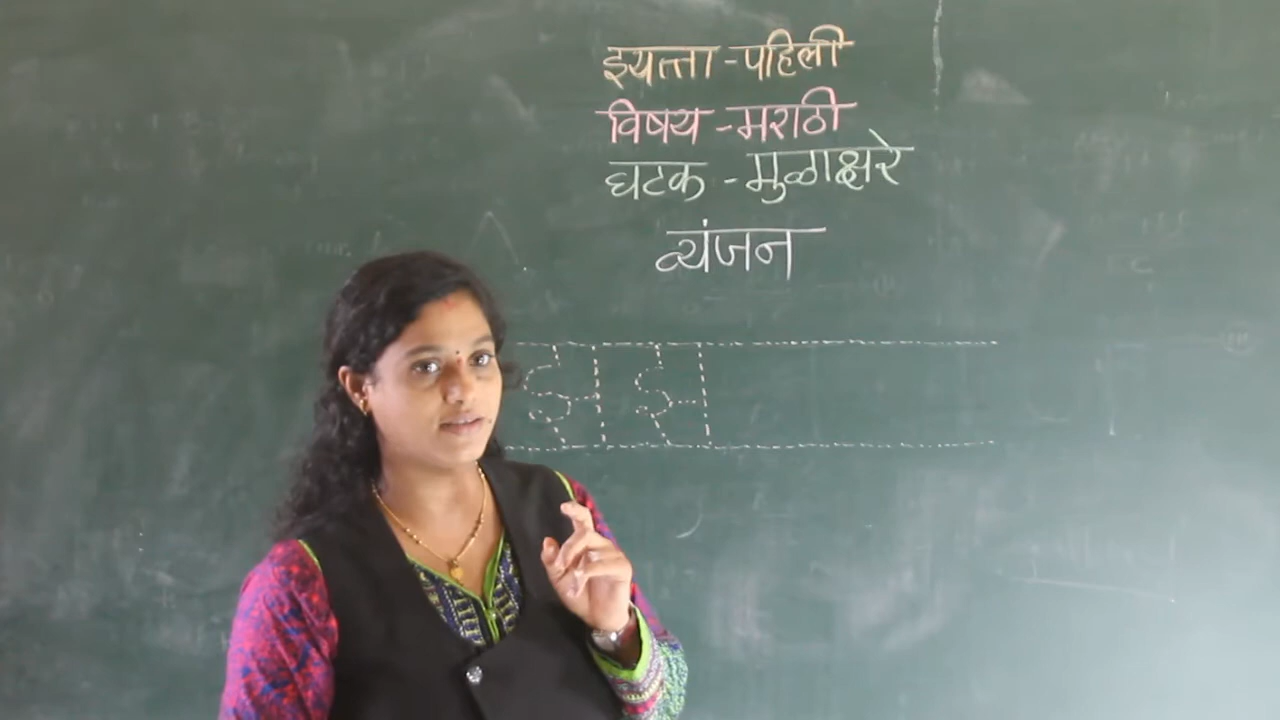 इयत्ता - पहिली
विषय - मराठी
घटक - मुळाक्षरे
व्यंजन
झ झ